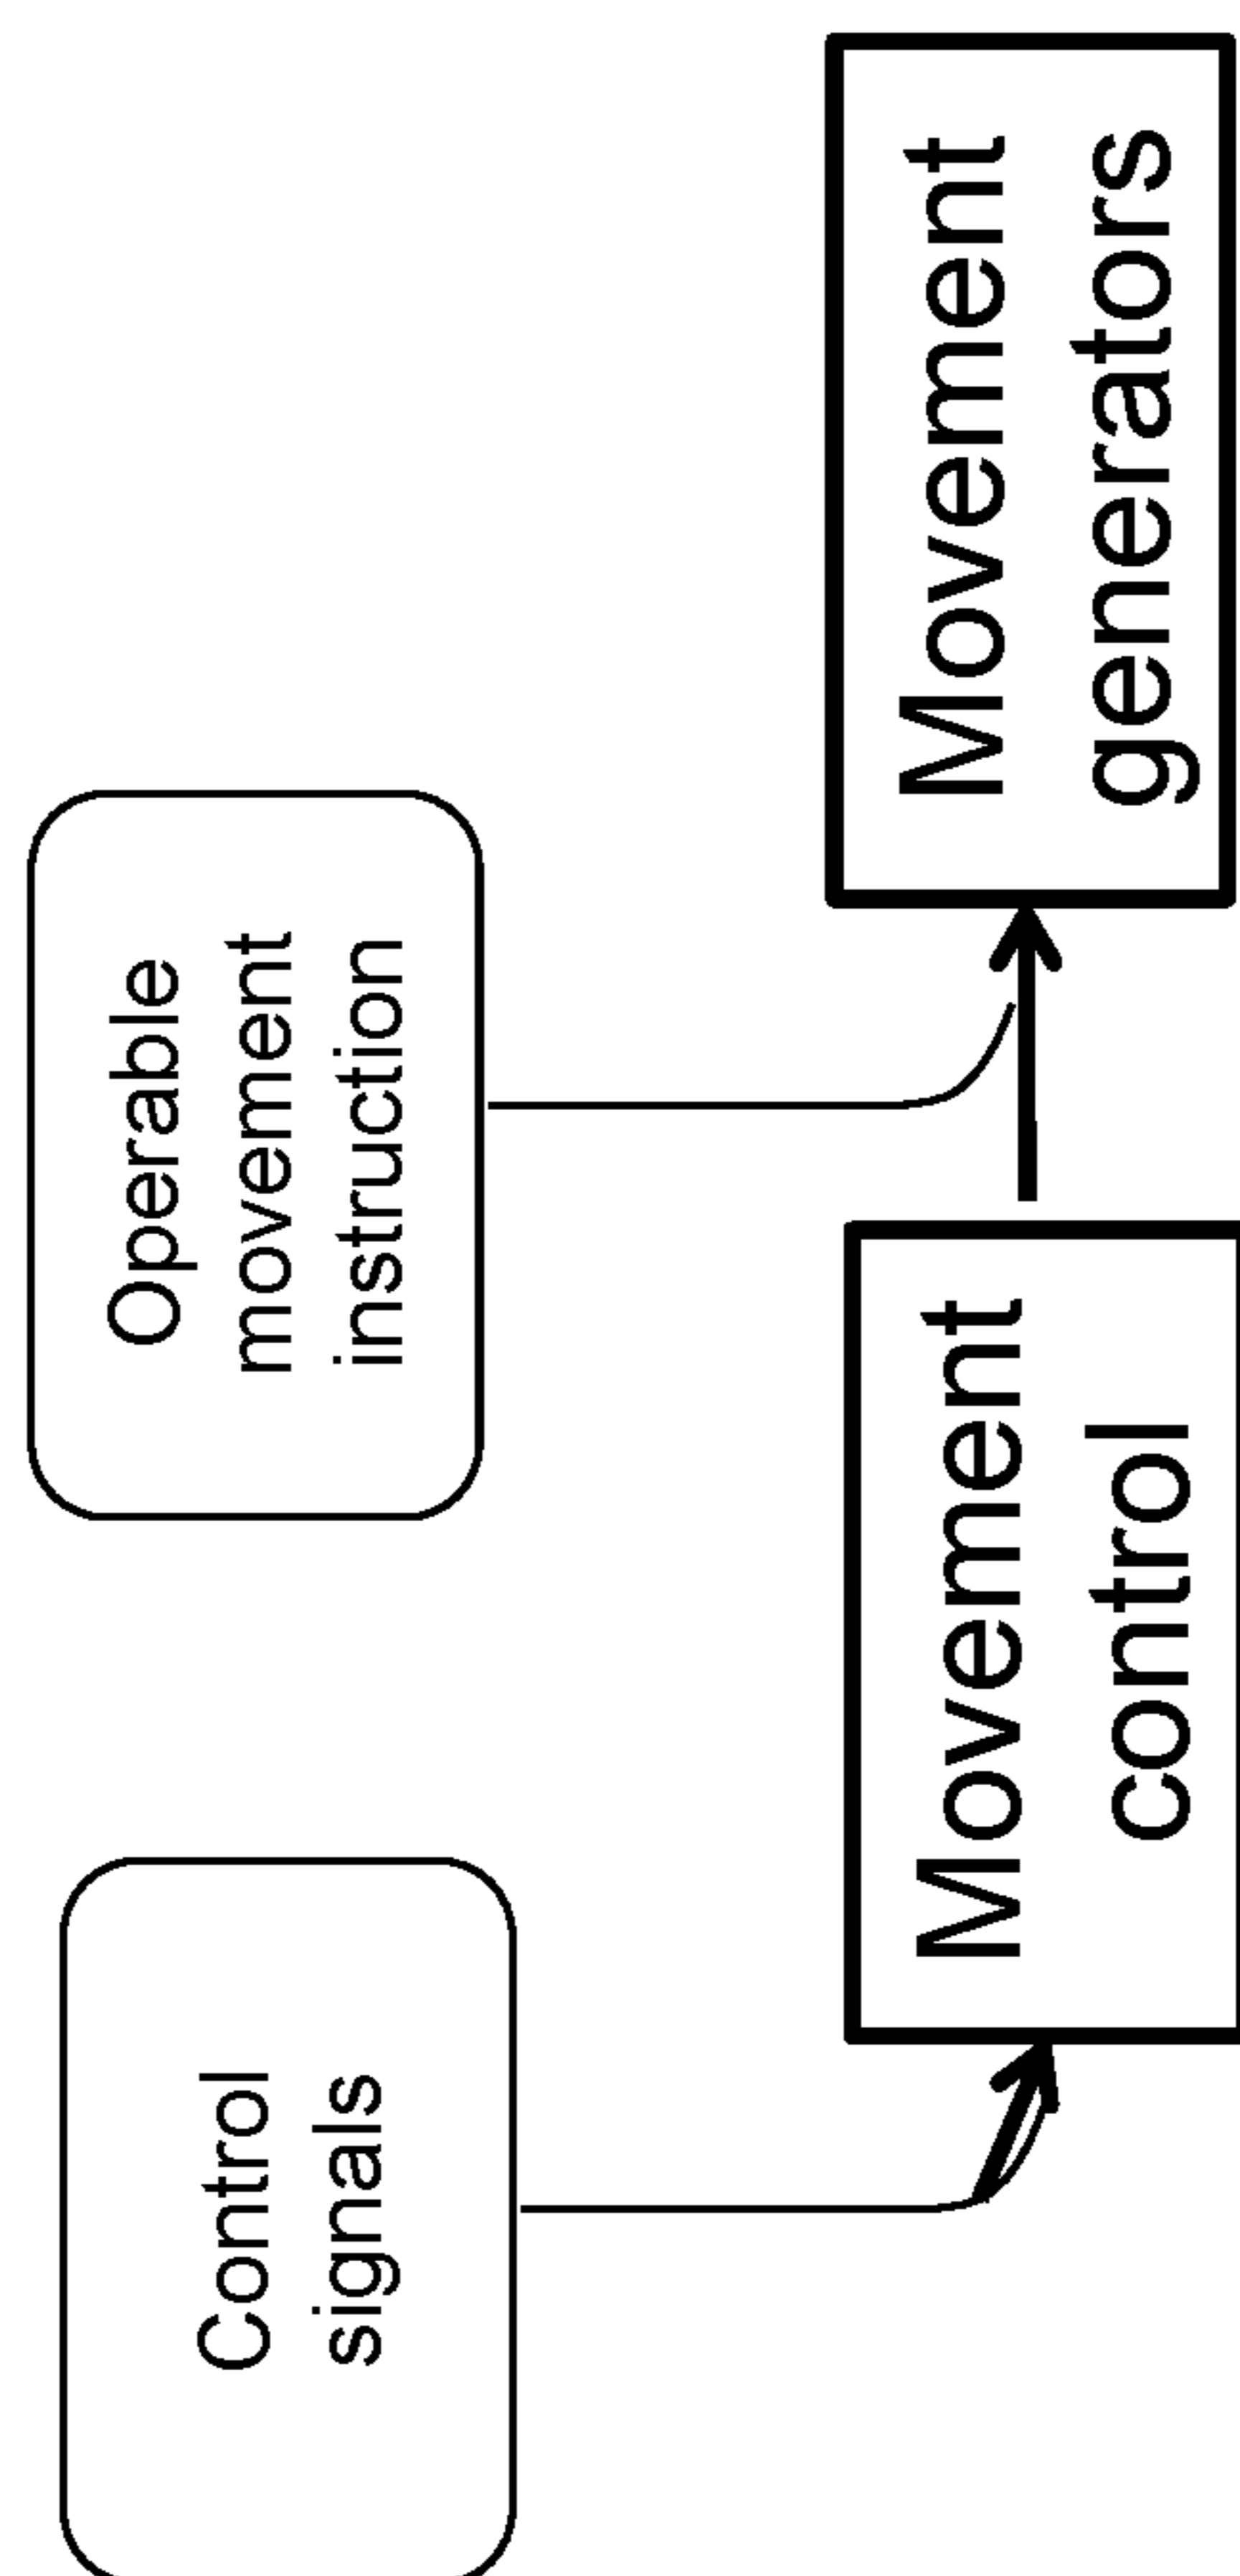 Control
signals
Operable
movement
instruction
Movement
control
Movement
generators